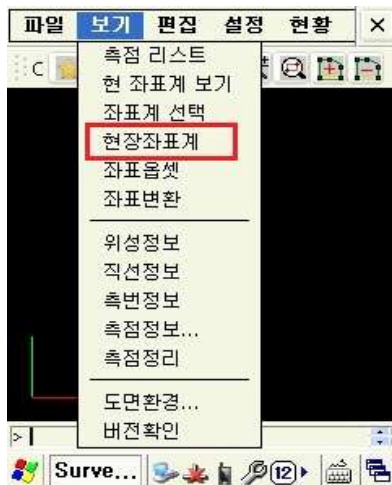 파일 보기 편집 설정 현황 ×
C
측점 리스트
현 좌표계 보기
좌표계 선택
현장좌표계
좌표옵셋
좌표변환
위성정보
직선정보
측번정보
측점정보...
측점정리
도면환경...
버전확인
>
Surve... 12